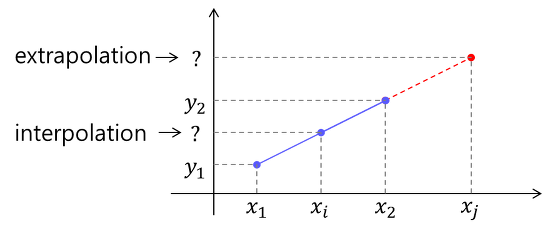 extrapolation → ?
y₂
interpolation → ?
y₁
x₁ xᵢ x₂ xⱼ